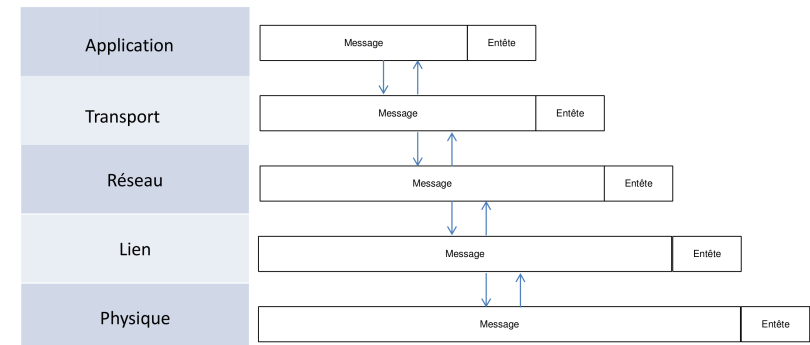 Application
Message
Entête
Transport
Message
Entête
Réseau
Message
Entête
Lien
Message
Entête
Physique
Message
Entête